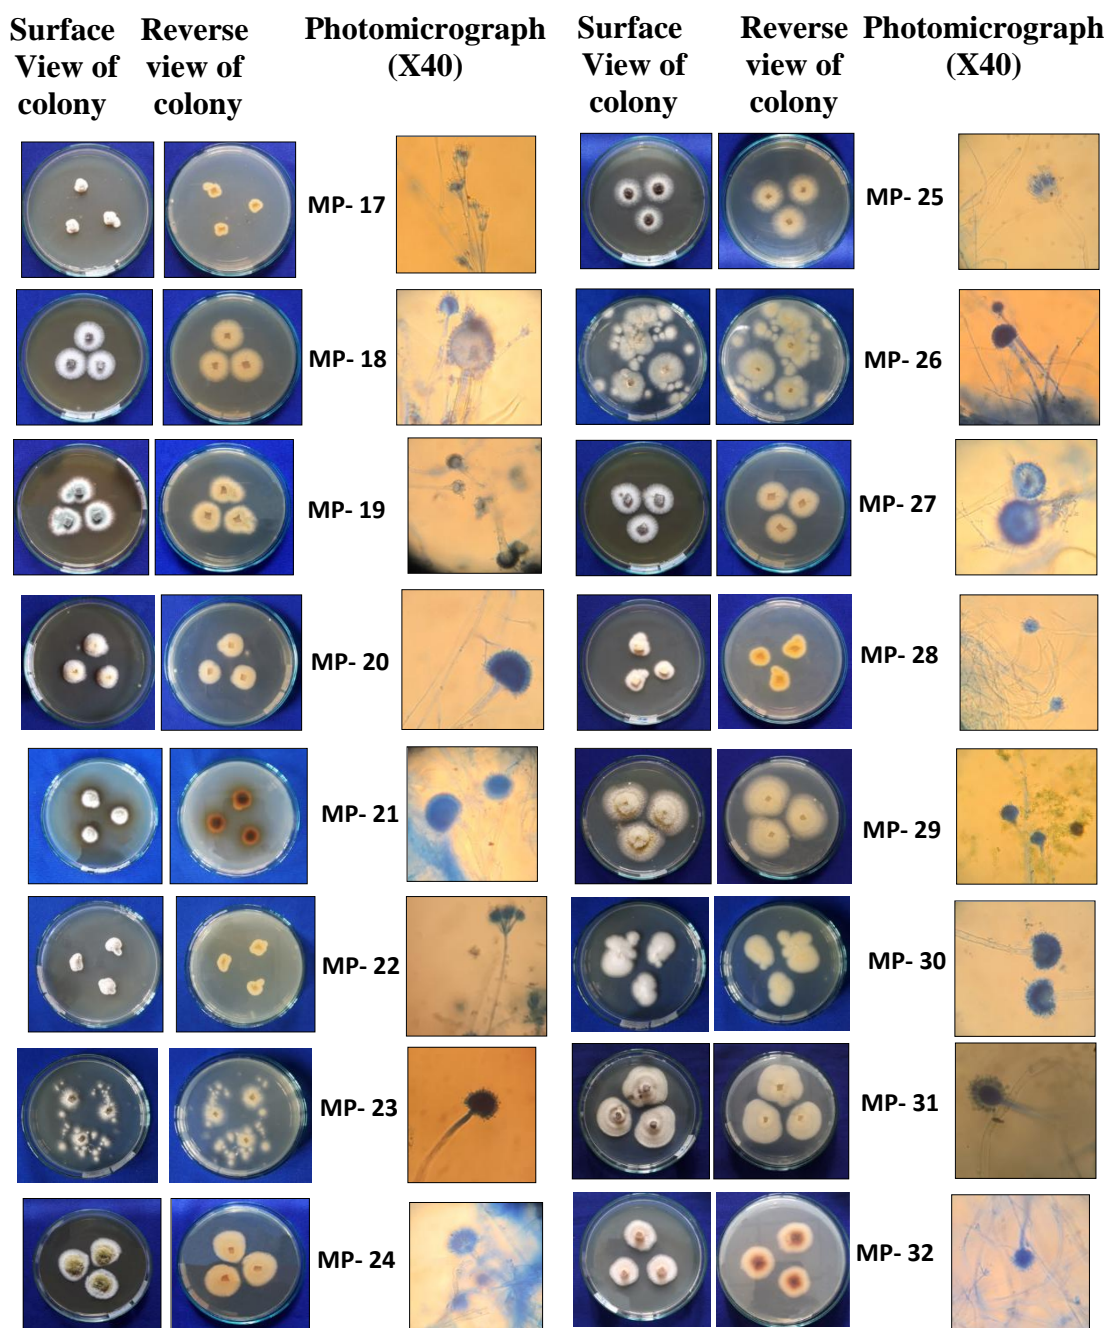 Surface View of colony
Reverse view of colony
Photomicrograph (X40)
Surface View of colony
Reverse view of colony
Photomicrograph (X40)
MP- 17
MP- 25
MP- 18
MP- 26
MP- 19
MP- 27
MP- 20
MP- 28
MP- 21
MP- 29
MP- 22
MP- 30
MP- 23
MP- 31
MP- 24
MP- 32